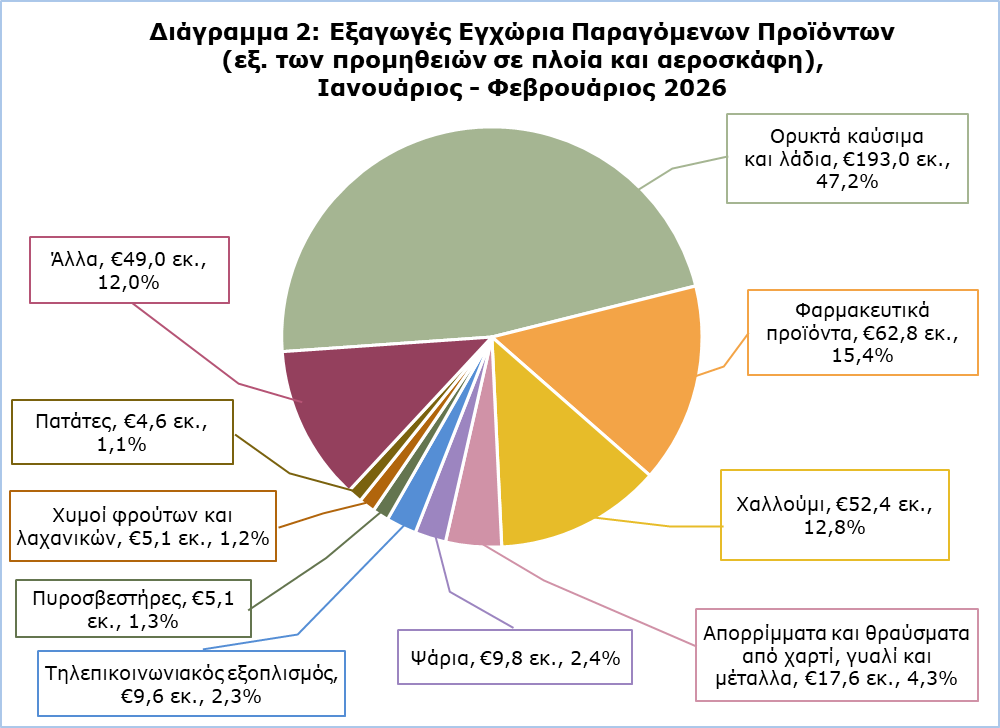 Διάγραμμα 2: Εξαγωγές Εγχώρια Παραγόμενων Προϊόντων
(εξ. των προμηθειών σε πλοία και αεροσκάφη),
Ιανουάριος - Φεβρουάριος 2026
Ορυκτά καύσιμα
και λάδια, €193,0 εκ.,
47,2%
Φαρμακευτικά
προϊόντα, €62,8 εκ.,
15,4%
Χαλλούμι, €52,4 εκ.,
12,8%
Απορρίμματα και θραύσματα
από χαρτί, γυαλί και
μέταλλα, €17,6 εκ., 4,3%
Ψάρια, €9,8 εκ., 2,4%
Τηλεπικοινωνιακός εξοπλισμός,
€9,6 εκ., 2,3%
Πυροσβεστήρες, €5,1
εκ., 1,3%
Χυμοί φρούτων και
λαχανικών, €5,1 εκ., 1,2%
Πατάτες, €4,6 εκ.,
1,1%
Άλλα, €49,0 εκ.,
12,0%